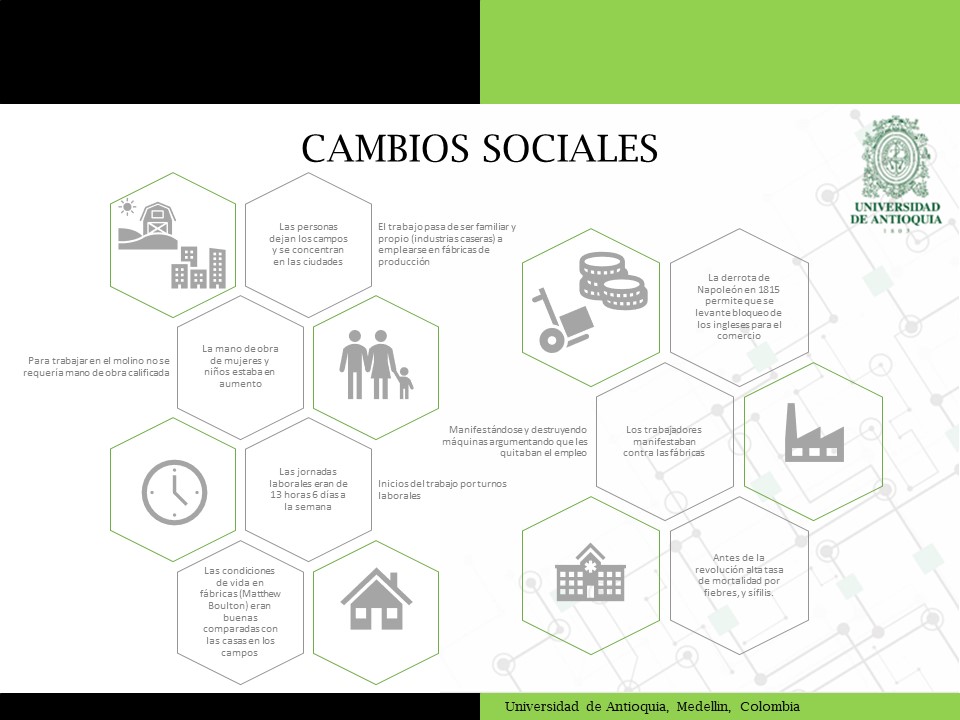 CAMBIOS SOCIALES
UNIVERSIDAD
DE ANTIOQUIA
1803
Las personas
dejan los campos
y se concentran
en las ciudades
El trabajo pasa de ser familiar y
propio (industrias caseras) a
emplearse en fábricas de
producción
Para trabajar en el molino no se
requería mano de obra calificada
La mano de obra
de mujeres y
niños estaba en
aumento
Las jornadas
laborales eran de
13 horas 6 dias a
la semana
Inicios del trabajo por turnos
laborales
Las condiciones
de vida en
fábricas (Matthew
Boulton) eran
buenas
comparadas con
las casas en los
campos
La derrota de
Napoleón en 1815
permite que se
levante bloqueo de
los ingleses para el
comercio
Manifestándose y destruyendo
máquinas argumentando que les
quitaban el empleo
Los trabajadores
manifestaban
contra las fábricas
Antes de la
revolución alta tasa
de mortalidad por
fiebres, y sífilis.
Universidad de Antioquia, Medellin, Colombia